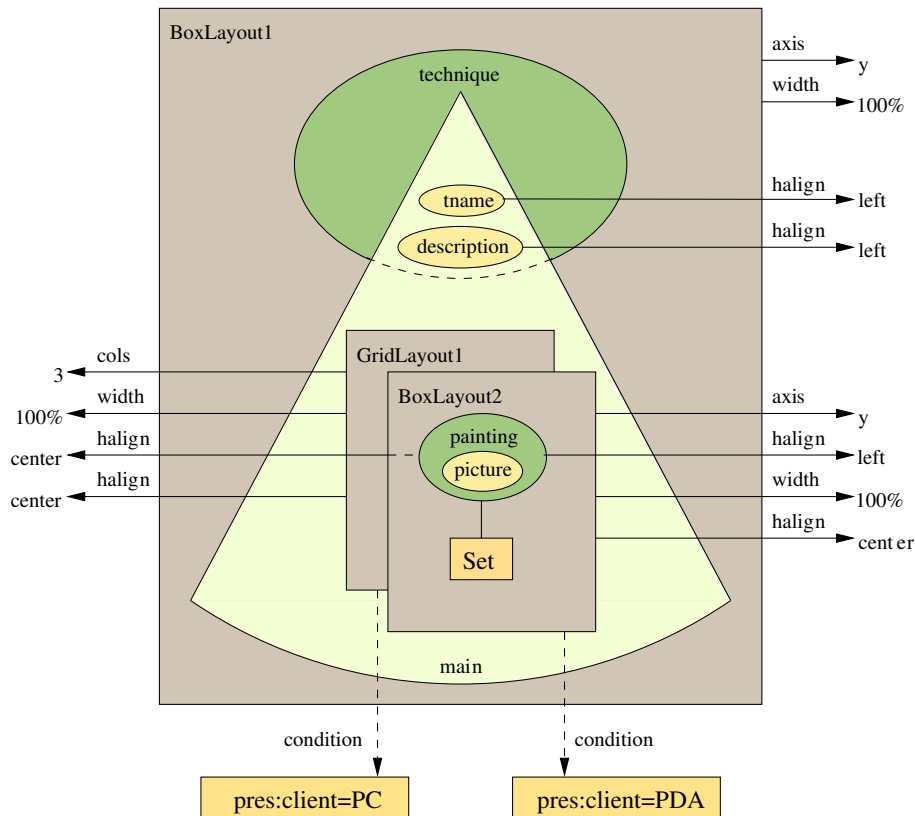 BoxLayout1
axis
y
technique
width
100%
halign
tname
left
halign
description
left
GridLayout1
cols
3
BoxLayout2
width
100%
axis
y
painting
halign
center
halign
left
picture
halign
center
width
100%
halign
center
Set
main
condition
condition
pres:client=PC
pres:client=PDA